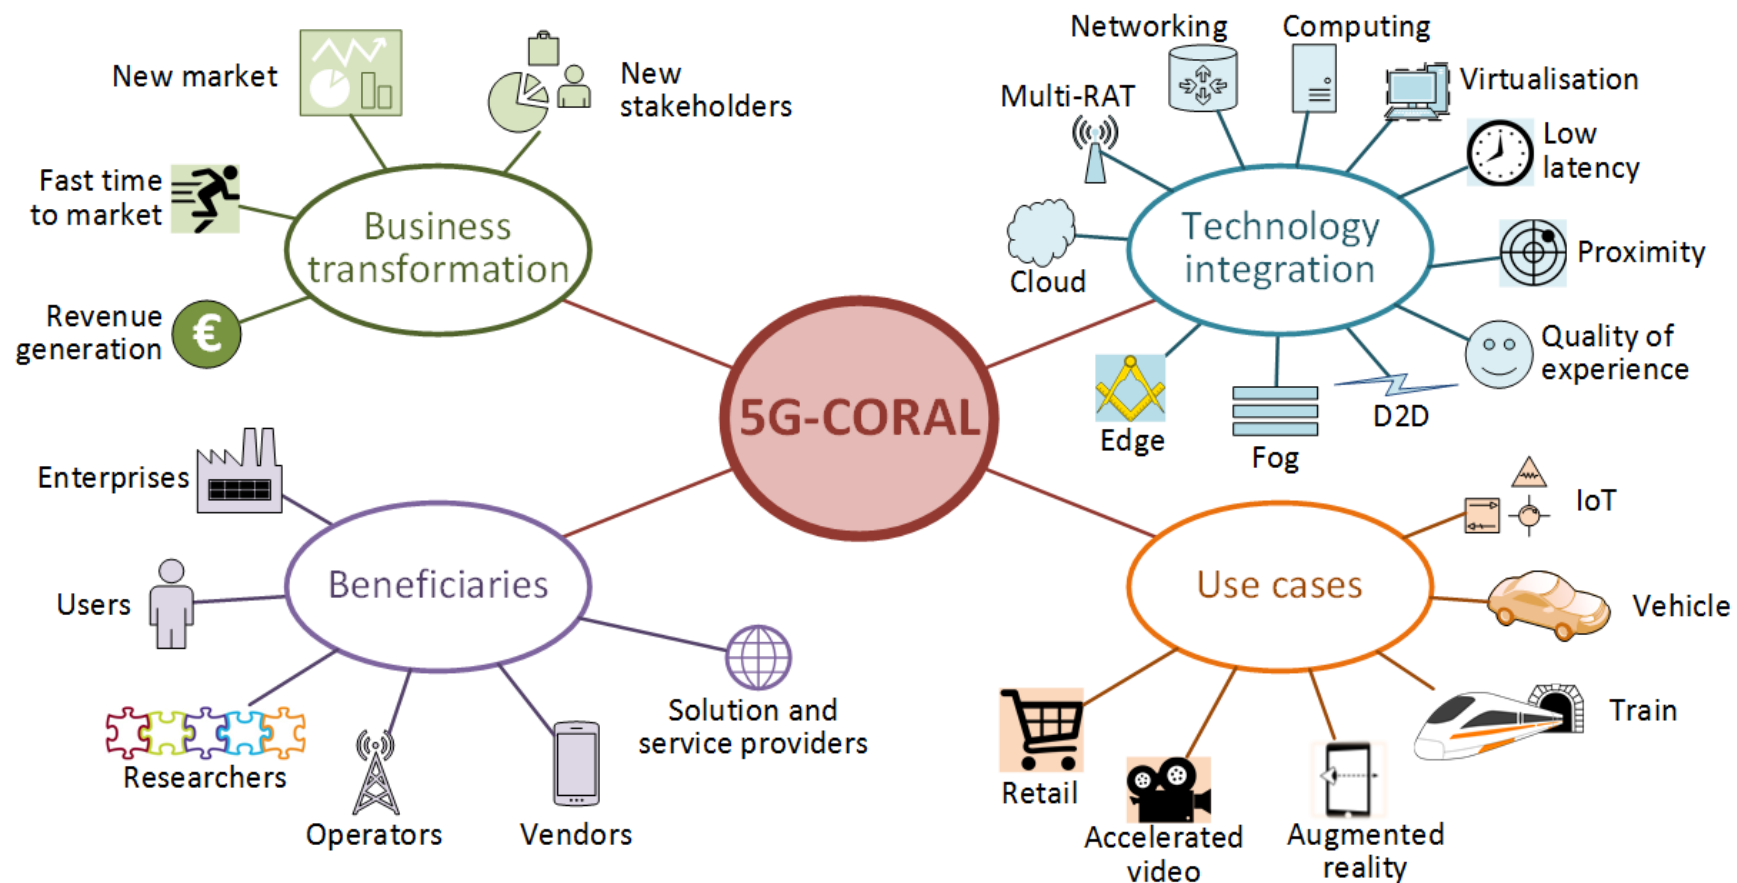 New market
New
stakeholders
Fast time
to market
Business
transformation
Revenue
generation
€
Networking
Computing
Multi-RAT
Virtualisation
Low
latency
Technology
integration
Cloud
Proximity
Quality of
experience
Edge
Fog
D2D
5G-CORAL
Enterprises
Users
Beneficiaries
Researchers
Operators
Vendors
Solution and
service providers
Use cases
IoT
Vehicle
Train
Retail
Accelerated
video
Augmented
reality